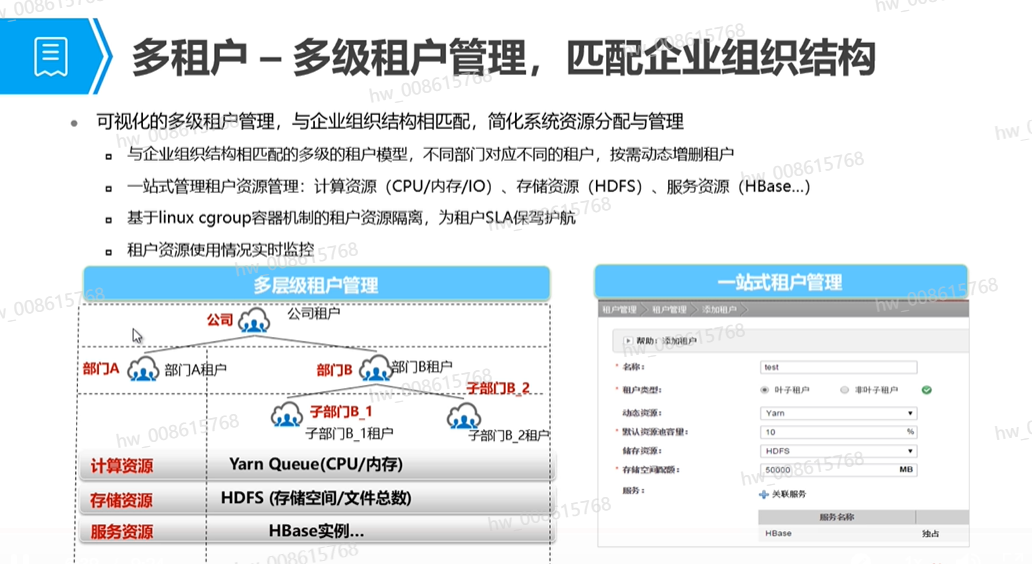 多租户 – 多级租户管理，匹配企业组织结构
可视化的多级租户管理，与企业组织结构相匹配，简化系统资源分配与管理
与企业组织结构相匹配的多级的租户模型，不同部门对应不同的租户，按需动态增删租户
一站式管理租户资源管理：计算资源（CPU/内存/IO）、存储资源（HDFS）、服务资源（HBase...）
基于linux cgroup容器机制的租户资源隔离，为租户SLA保驾护航
租户资源使用情况实时监控
多层级租户管理
公司 公司租户
部门A 部门A租户 部门B 部门B租户
子部门B_2
子部门B_1
子部门B_1租户 子部门B_2租户
计算资源 Yarn Queue(CPU/内存)
存储资源 HDFS (存储空间/文件总数)
服务资源 HBase实例...
一站式租户管理
租户管理 租户管理 添加租户
帮助：添加租户
* 名称： test
* 租户类型： 叶子租户 非叶子租户
动态资源： Yarn
* 默认资源池容量： 10 %
储存资源： HDFS
* 存储空间配额： 50000 MB
服务： 关联服务
服务名称
HBase 独占
hw_008615768